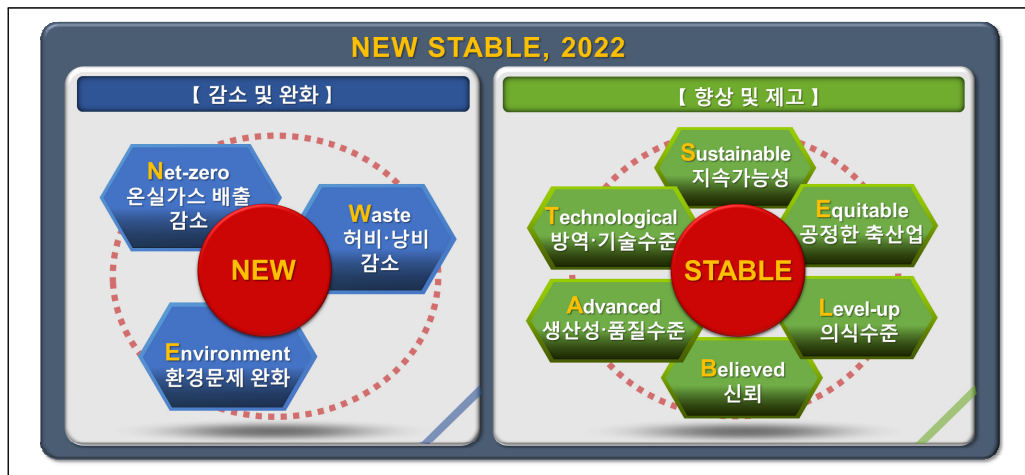 NEW STABLE, 2022
【 감소 및 완화 】
Net-zero
온실가스 배출
감소
Waste
허비·낭비
감소
NEW
Environment
환경문제 완화
【 향상 및 제고 】
Sustainable
지속가능성
Technological
방역·기술수준
Equitable
공정한 축산업
STABLE
Advanced
생산성·품질수준
Level-up
의식수준
Believed
신뢰